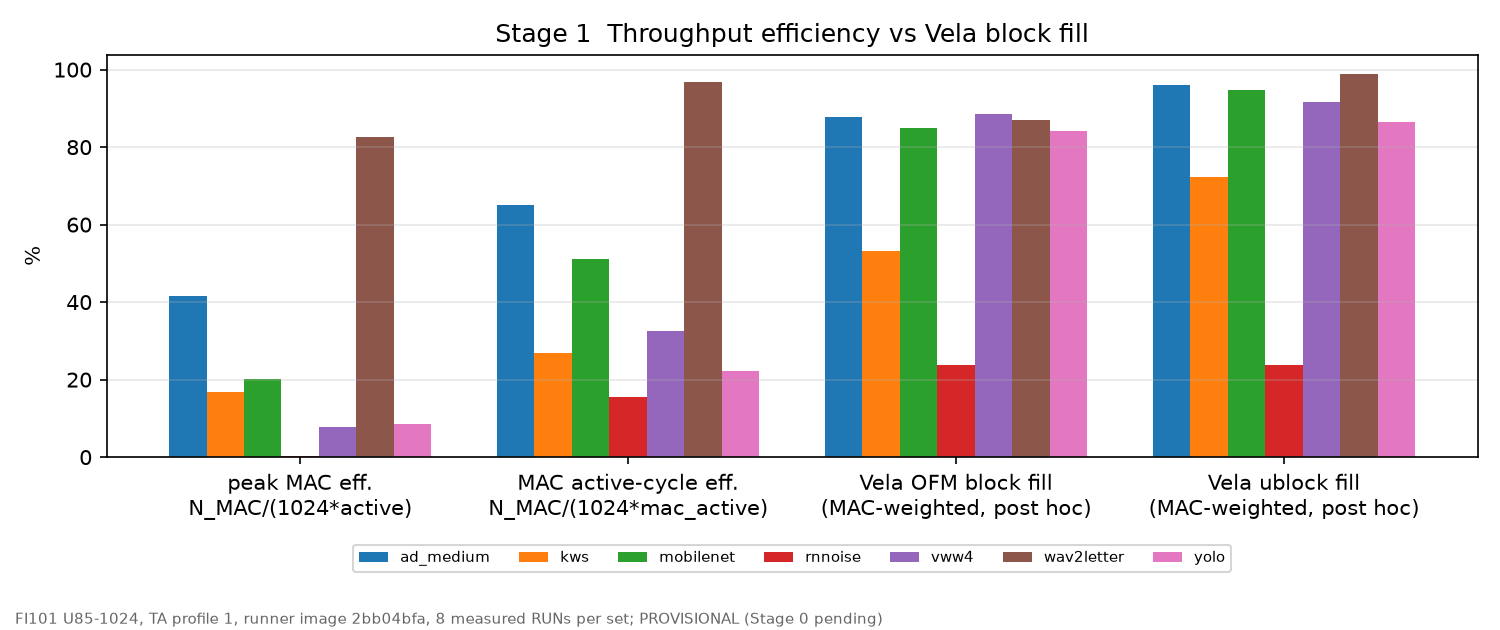 Stage 1  Throughput efficiency vs Vela block fill
%
100
80
60
40
20
0
peak MAC eff.
N_MAC/(1024*active)
MAC active-cycle eff.
N_MAC/(1024*mac_active)
Vela OFM block fill
(MAC-weighted, post hoc)
Vela ublock fill
(MAC-weighted, post hoc)
ad_medium kws mobilenet rnnoise vww4 wav2letter yolo
FI101 U85-1024, TA profile 1, runner image 2bb04bfa, 8 measured RUNs per set; PROVISIONAL (Stage 0 pending)